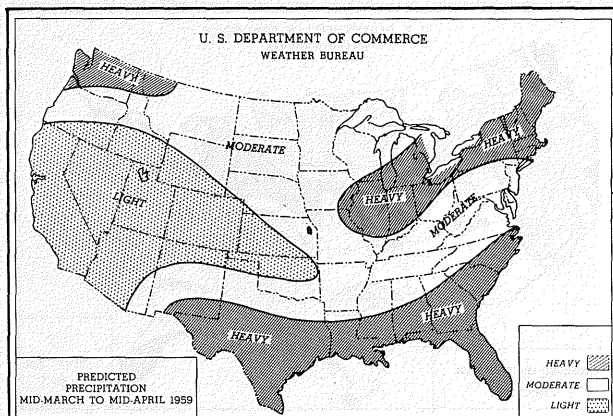 U. S. DEPARTMENT OF COMMERCE
WEATHER BUREAU
HEAVY
MODERATE
HEAVY
LIGHT
HEAVY
MODERATE
HEAVY
HEAVY
PREDICTED
PRECIPITATION
MID-MARCH TO MID-APRIL 1959
HEAVY
MODERATE
LIGHT